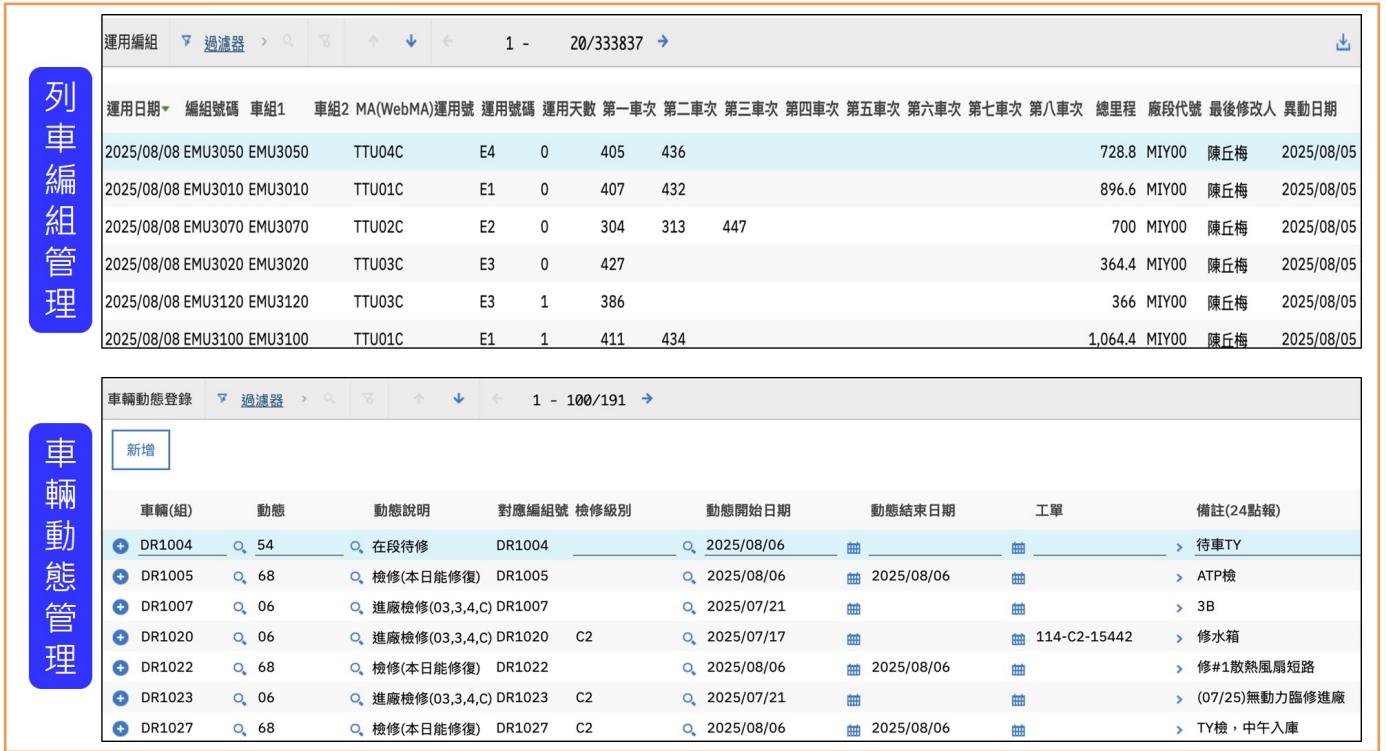 列車編組管理
運用編組 過濾器 1 - 20/333837
運用日期 編組號碼 車組1 車組2 MA(WebMA)運用號 運用號碼 運用天數 第一車次 第二車次 第三車次 第四車次 第五車次 第六車次 第七車次 第八車次 總里程 廠段代號 最後修改人 異動日期
2025/08/08 EMU3050 EMU3050 TTU04C E4 0 405 436 728.8 MIY00 陳丘梅 2025/08/05
2025/08/08 EMU3010 EMU3010 TTU01C E1 0 407 432 896.6 MIY00 陳丘梅 2025/08/05
2025/08/08 EMU3070 EMU3070 TTU02C E2 0 304 313 447 700 MIY00 陳丘梅 2025/08/05
2025/08/08 EMU3020 EMU3020 TTU03C E3 0 427 364.4 MIY00 陳丘梅 2025/08/05
2025/08/08 EMU3120 EMU3120 TTU03C E3 1 386 366 MIY00 陳丘梅 2025/08/05
2025/08/08 EMU3100 EMU3100 TTU01C E1 1 411 434 1,064.4 MIY00 陳丘梅 2025/08/05
車輛動態管理
車輛動態登錄 過濾器 1 - 100/191
新增
車輛(組) 動態 動態說明 對應編組號 檢修級別 動態開始日期 動態結束日期 工單 備註(24點報)
DR1004 54 在段待修 DR1004 2025/08/06 待車TY
DR1005 68 檢修(本日能修復) DR1005 2025/08/06 2025/08/06 ATP檢
DR1007 06 進廠檢修(03,3,4,C) DR1007 2025/07/21 3B
DR1020 06 進廠檢修(03,3,4,C) DR1020 C2 2025/07/17 114-C2-15442 修水箱
DR1022 68 檢修(本日能修復) DR1022 2025/08/06 2025/08/06 修#1散熱風扇短路
DR1023 06 進廠檢修(03,3,4,C) DR1023 C2 2025/07/21 (07/25)無動力臨修進廠
DR1027 68 檢修(本日能修復) DR1027 C2 2025/08/06 2025/08/06 TY檢，中午入庫